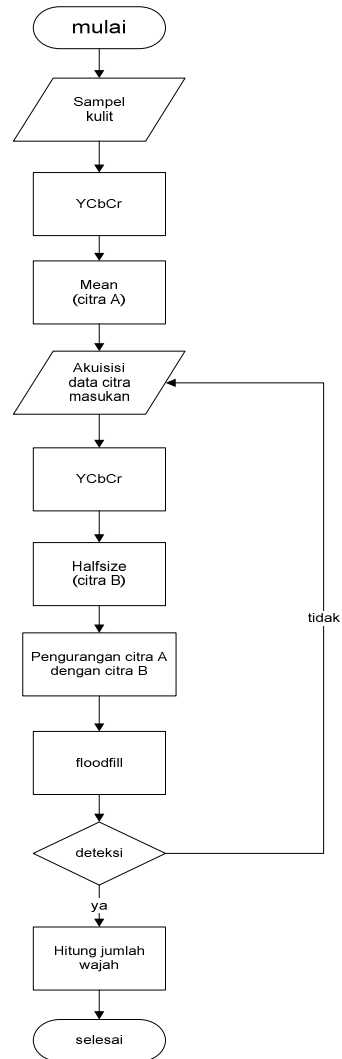 mulai
Sampel
kulit
YCbCr
Mean
(citra A)
Akuisisi
data citra
masukan
YCbCr
Halfsize
(citra B)
tidak
Pengurangan citra A
dengan citra B
floodfill
deteksi
ya
Hitung jumlah
wajah
selesai